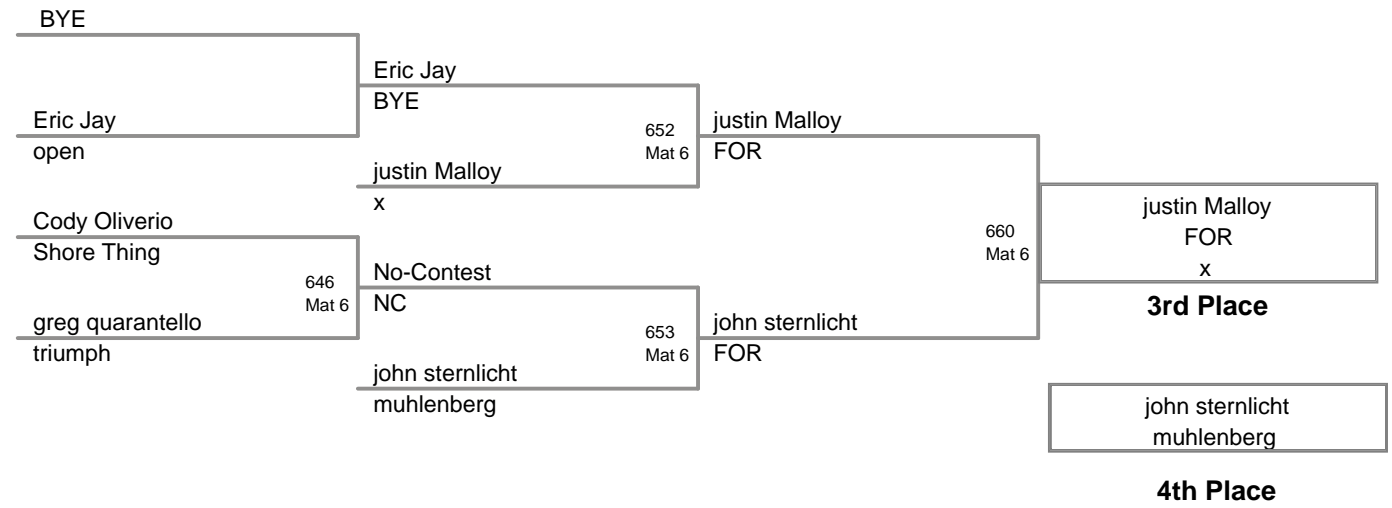 BYE
Eric Jay
BYE
Eric Jay
open
652
Mat 6
justin Malloy
FOR
justin Malloy
x
Cody Oliverio
Shore Thing
646
Mat 6
No-Contest
NC
greg quarantello
triumph
653
Mat 6
john sternlicht
FOR
john sternlicht
muhlenberg
660
Mat 6
justin Malloy
FOR
x
3rd Place
john sternlicht
muhlenberg
4th Place